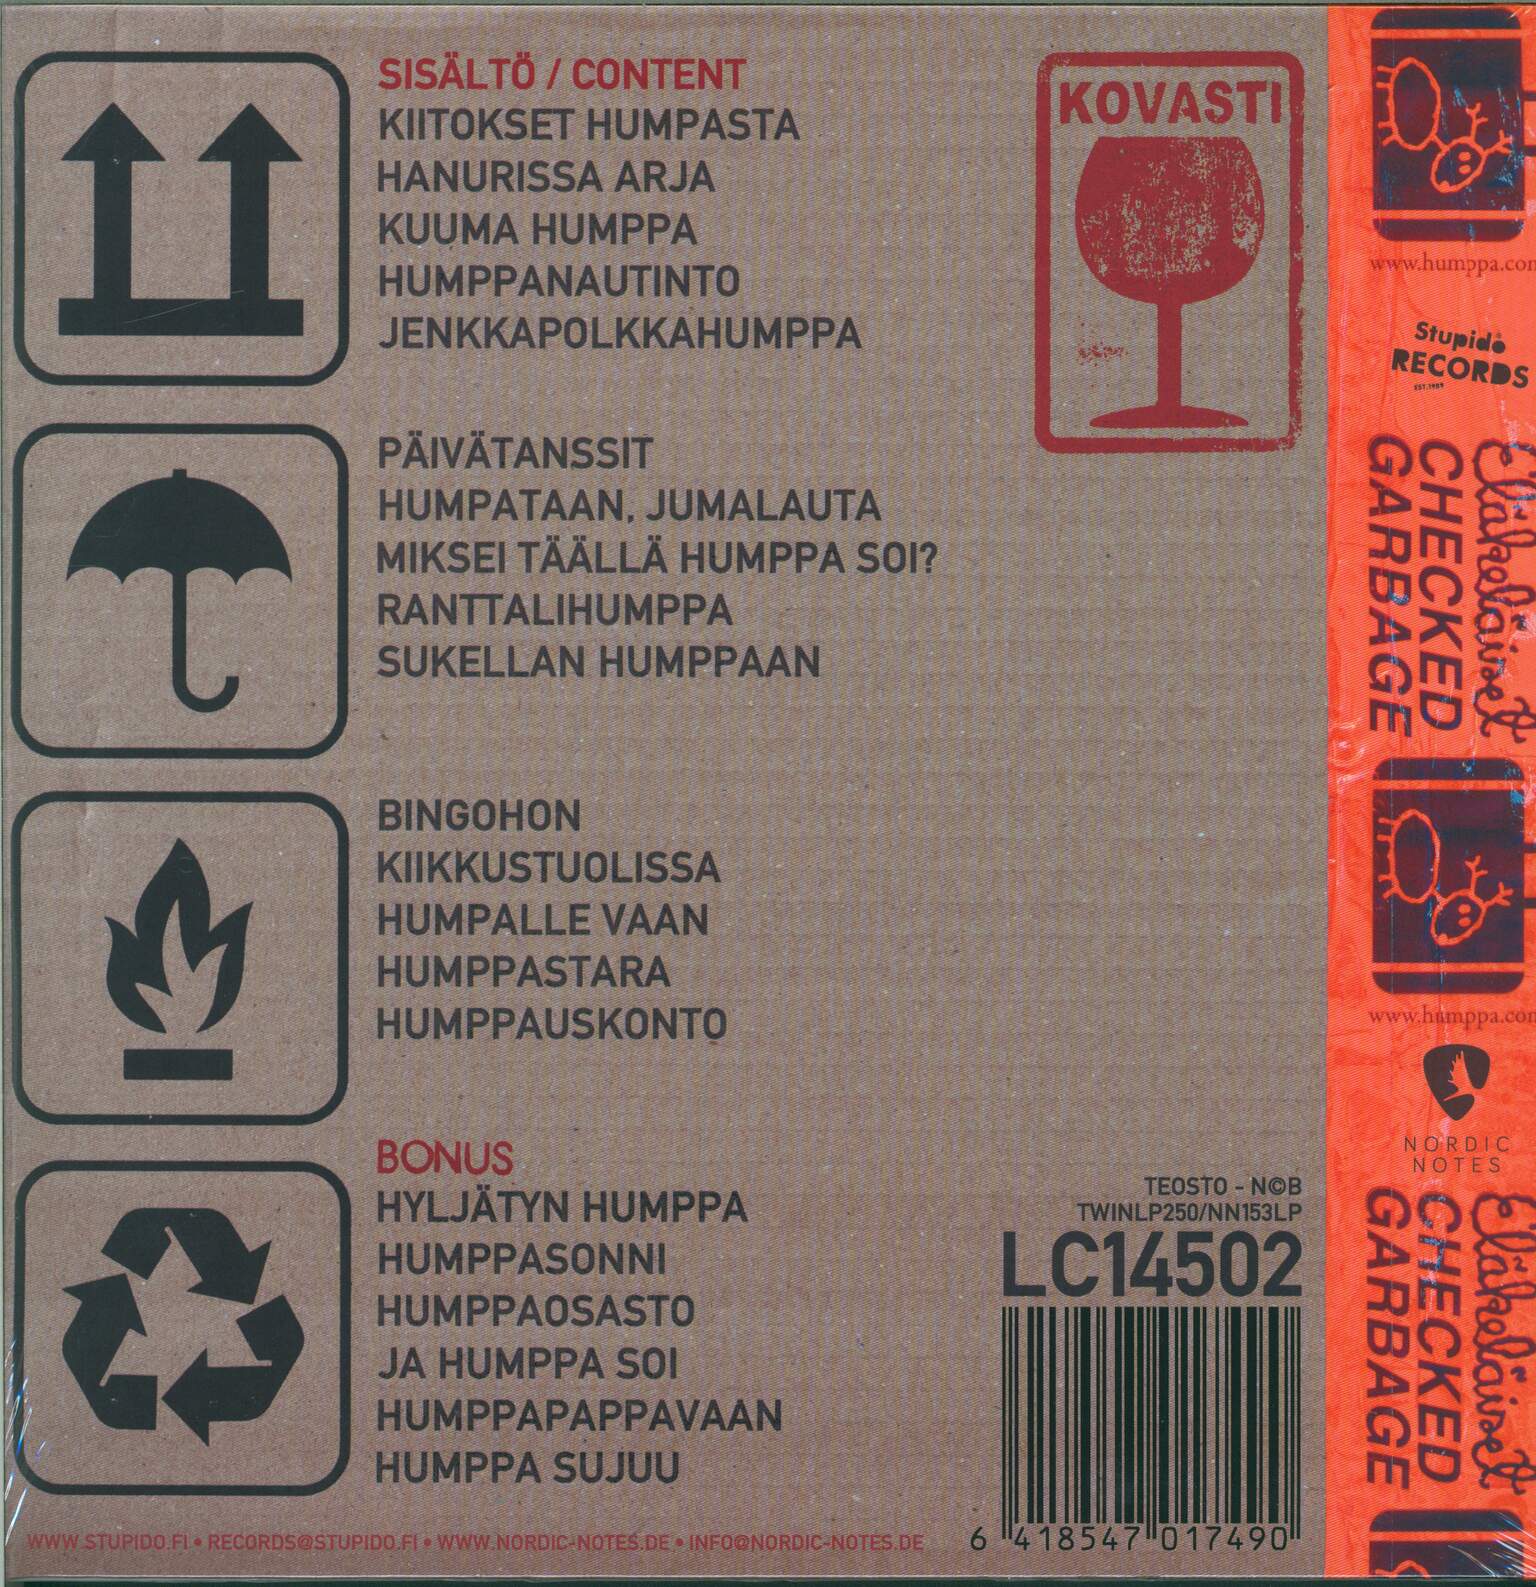 SISÄLTÖ / CONTENT
KIITOKSET HUMPASTA
HANURISSA ARJA
KUUMA HUMPPA
HUMPPANAUTINTO
JENKKAPOLKKAHUMPPA
KOVASTI
PÄIVÄTANSSIT
HUMPATAAN, JUMALAUTA
MIKSEI TÄÄLLÄ HUMPPA SOI?
RANTTALIHUMPPA
SUKELLAN HUMPPAAN
BINGOHON
KIIKKUSTUOLISSA
HUMPALLE VAAN
HUMPPASTARA
HUMPPAUSKONTO
BONUS
HYLJÄTYN HUMPPA
HUMPPASONNI
HUMPPAOSASTO
JA HUMPPA SOI
HUMPPAPAPPAVAAN
HUMPPA SUJUU
TEOSTO - N©B
TWINLP250/NN153LP
LC14502
6 418547 017490
WWW.STUPIDO.FI • RECORDS@STUPIDO.FI • WWW.NORDIC-NOTES.DE • INFO@NORDIC-NOTES.DE
www.humppa.com
Stupido
RECORDS
EST.1989
Eläkeläiset
CHECKED
GARBAGE
www.humppa.com
NORDIC
NOTES
Eläkeläiset
CHECKED
GARBAGE